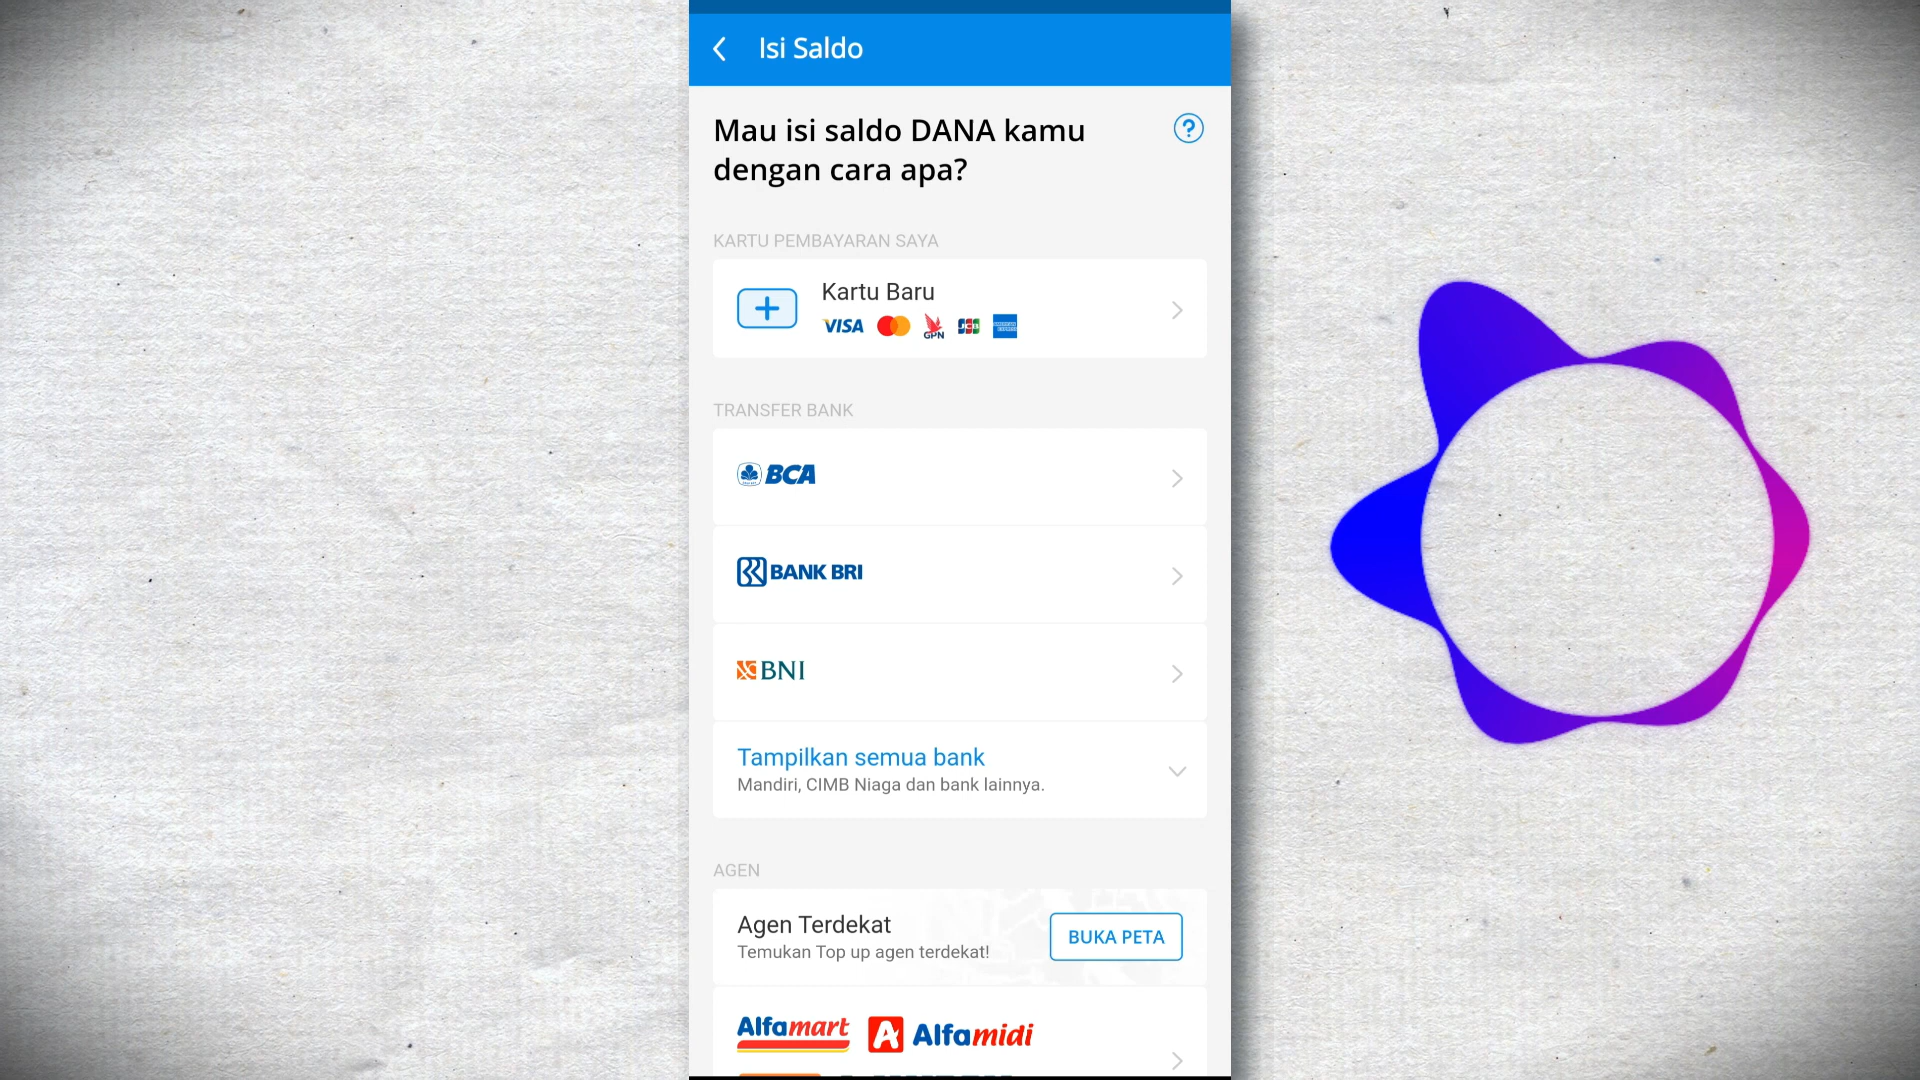 Isi Saldo
Mau isi saldo DANA kamu
dengan cara apa?
?
KARTU PEMBAYARAN SAYA
Kartu Baru
VISA GPN JCB AMERICAN EXPRESS
TRANSFER BANK
BCA
BANK BRI
BNI
Tampilkan semua bank
Mandiri, CIMB Niaga dan bank lainnya.
AGEN
Agen Terdekat
Temukan Top up agen terdekat!
BUKA PETA
Alfamart Alfamidi